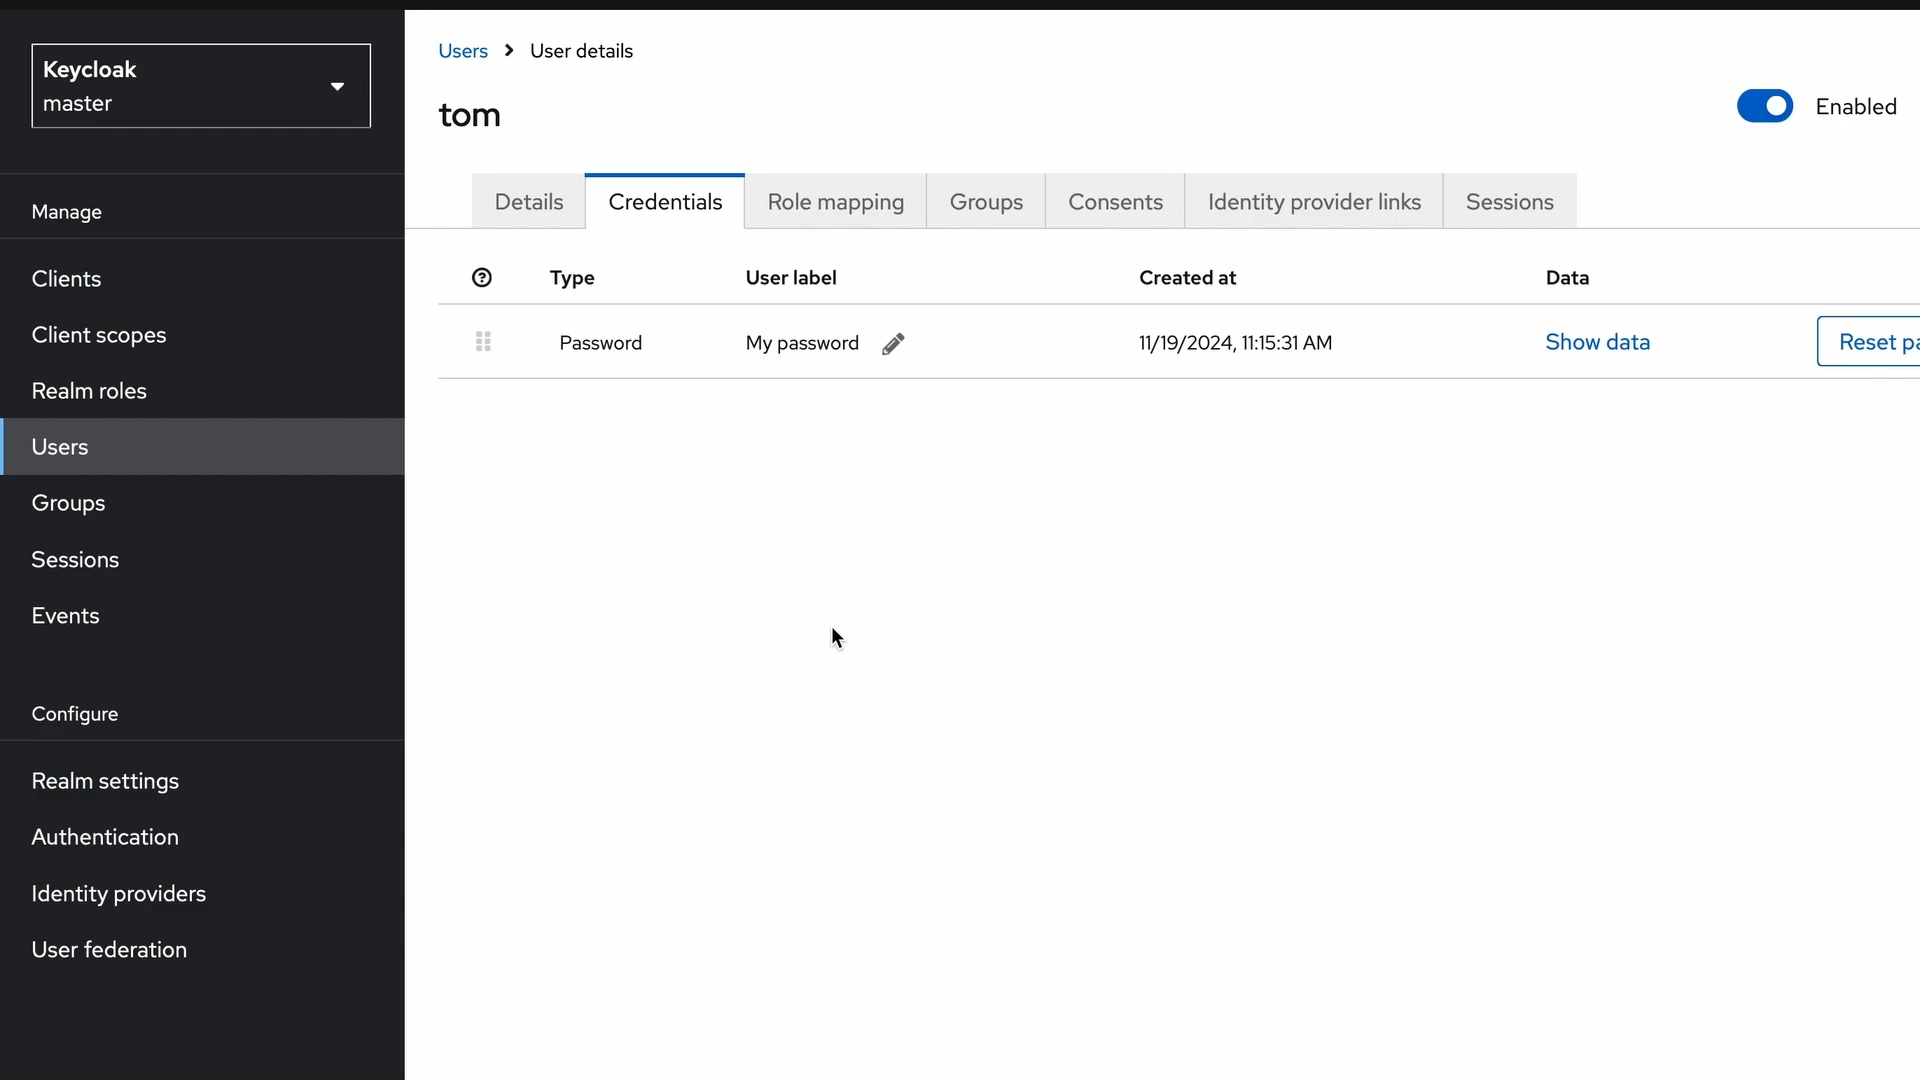 Keycloak
master
Manage
Clients
Client scopes
Realm roles
Users
Groups
Sessions
Events
Configure
Realm settings
Authentication
Identity providers
User federation
Users > User details
tom
Enabled
Details Credentials Role mapping Groups Consents Identity provider links Sessions
Type User label Created at Data
Password My password 11/19/2024, 11:15:31 AM Show data Reset pa